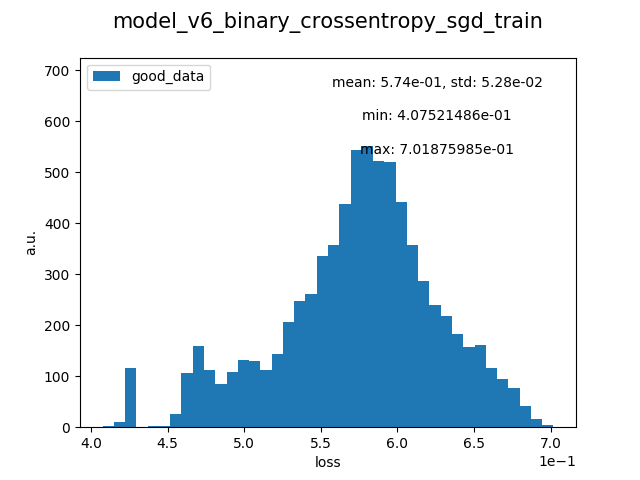 model_v6_binary_crossentropy_sgd_train
good_data
mean: 5.74e-01, std: 5.28e-02
min: 4.07521486e-01
max: 7.01875985e-01
a.u.
700
600
500
400
300
200
100
0
4.0 4.5 5.0 5.5 6.0 6.5 7.0
1e−1
loss